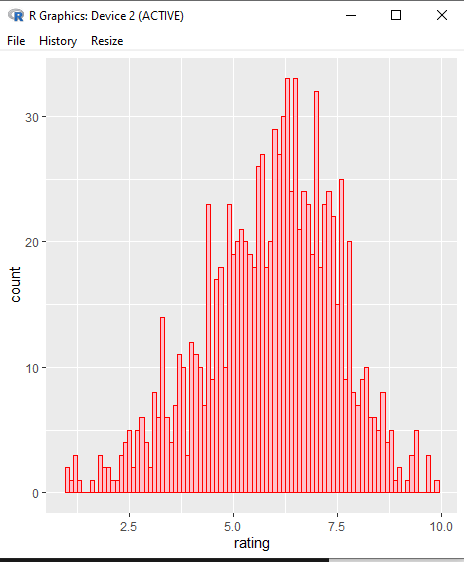 R Graphics: Device 2 (ACTIVE)
File History Resize
30
20
10
0
count
2.5 5.0 7.5 10.0
rating